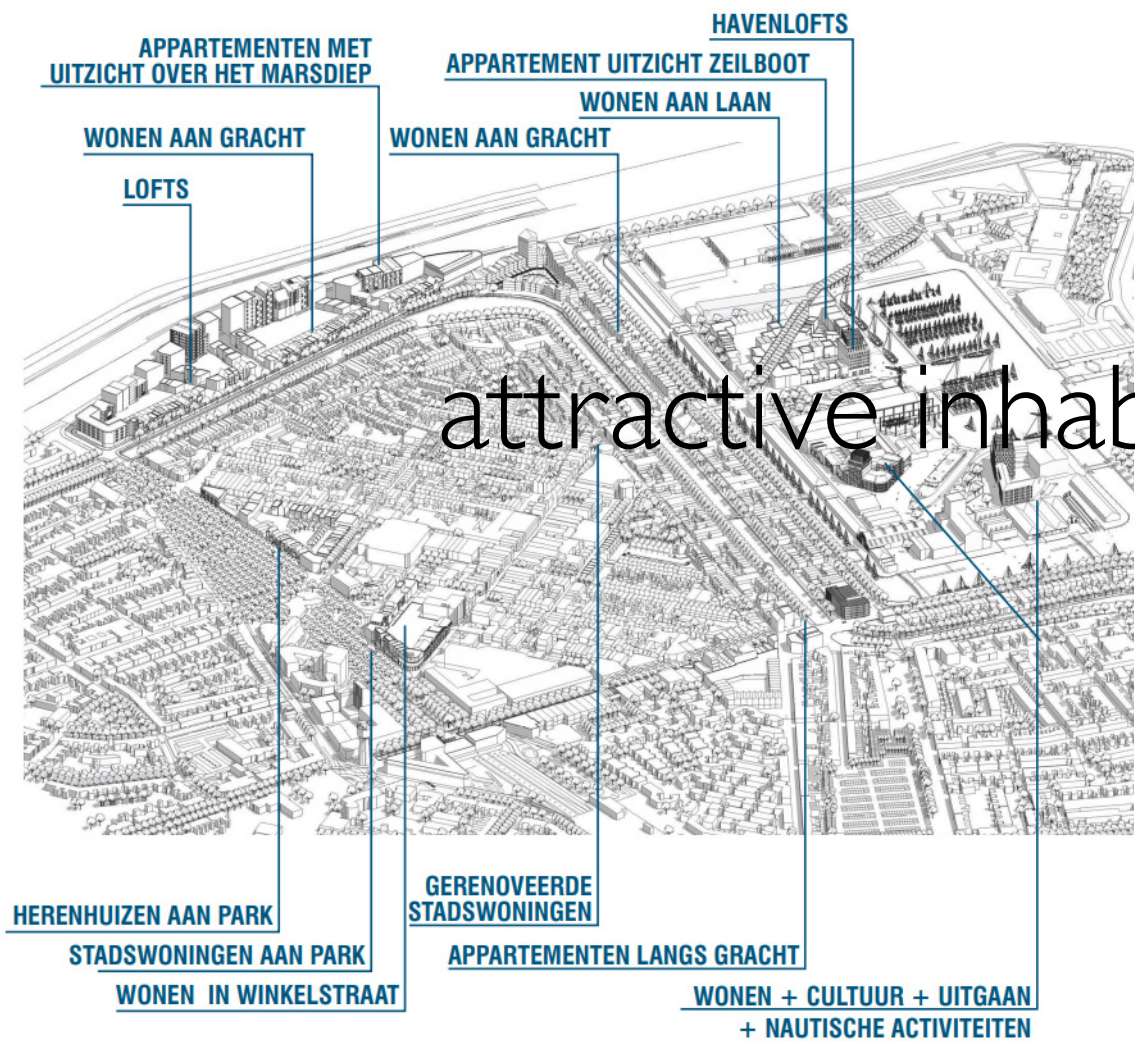 HAVENLOFTS
APPARTEMENTEN MET
UITZICHT OVER HET MARSDIEP
APPARTEMENT UITZICHT ZEILBOOT
WONEN AAN LAAN
WONEN AAN GRACHT
WONEN AAN GRACHT
LOFTS
attractive inhab
GERENOVEERDE
STADSWONINGEN
HERENHUIZEN AAN PARK
STADSWONINGEN AAN PARK
APPARTEMENTEN LANGS GRACHT
WONEN IN WINKELSTRAAT
WONEN + CULTUUR + UITGAAN
+ NAUTISCHE ACTIVITEITEN